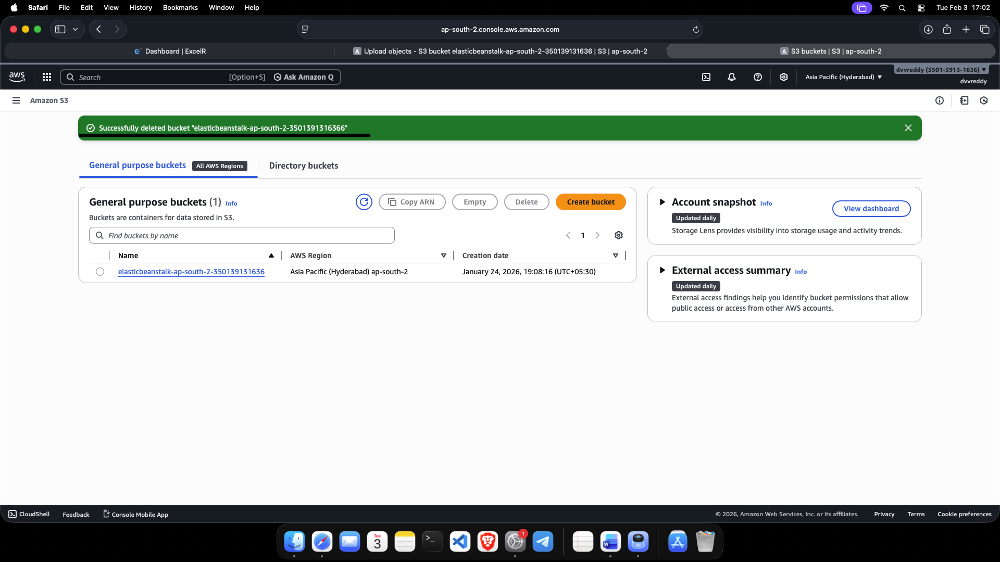 Safari File Edit View History Bookmarks Window Help Tue Feb 3 17:02
ap-south-2.console.aws.amazon.com
Dashboard | ExcelR
A Upload objects - S3 bucket elasticbeanstalk-ap-south-2-350139131636 | S3 | ap-south-2
A S3 buckets | S3 | ap-south-2
aws Search [Option+S] Ask Amazon Q Asia Pacific (Hyderabad) dvvreddy (3501-3913-1636)
dvvreddy
Amazon S3
Successfully deleted bucket "elasticbeanstalk-ap-south-2-3501391316366"
General purpose buckets All AWS Regions Directory buckets
General purpose buckets (1) Info Copy ARN Empty Delete Create bucket
Buckets are containers for data stored in S3.
Find buckets by name 1
Name AWS Region Creation date
elasticbeanstalk-ap-south-2-350139131636 Asia Pacific (Hyderabad) ap-south-2 January 24, 2026, 19:08:16 (UTC+05:30)
Account snapshot Info View dashboard
Updated daily
Storage Lens provides visibility into storage usage and activity trends.
External access summary Info
Updated daily
External access findings help you identify bucket permissions that allow
public access or access from other AWS accounts.
CloudShell Feedback Console Mobile App © 2026, Amazon Web Services, Inc. or its affiliates. Privacy Terms Cookie preferences
Tue
3
1
W